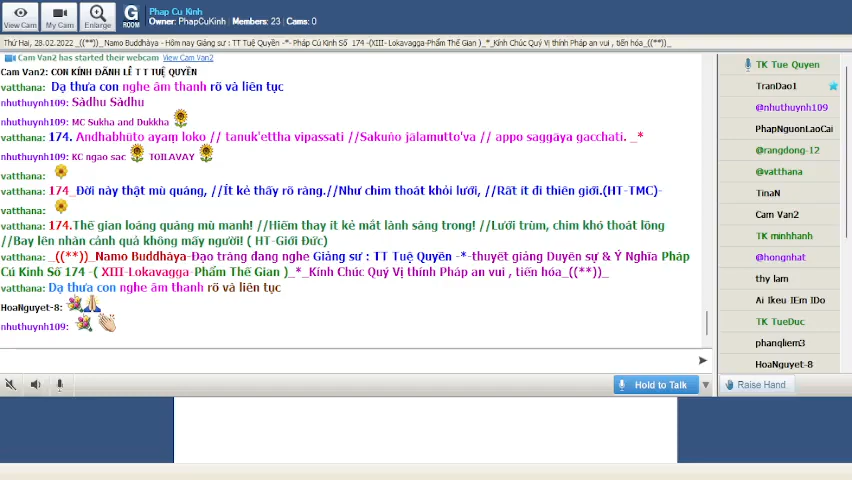 Phap Cu Kinh
Owner: PhapCuKinh Members: 23 | Cams: 0
View Cam
My Cam
Enlarge
G ROOM
Thứ Hai, 28.02.2022 _((**))_ Namo Buddhàya - Hôm nay Giảng sư : TT Tuệ Quyền -*- Pháp Cú Kinh Số 174 -(XIII- Lokavagga-Phẩm Thế Gian )_*_Kính Chúc Quý Vị thính Pháp an vui , tiến hóa_((**))_
Cam Van2 has started their webcam View Cam Van2
Cam Van2: CON KÍNH ĐẢNH LỄ T T TUỆ QUYỀN
vatthana: Dạ thưa con nghe âm thanh rõ và liên tục
nhuthuynh109: Sàdhu Sàdhu
nhuthuynh109: MC Sukha and Dukkha
vatthana: 174. Andhabhūto ayaṃ loko // tanuk'ettha vipassati //Sakuṇo jālamutto'va // appo saggāya gacchati. _*
nhuthuynh109: KC ngao sac TOILAVAY
vatthana:
vatthana: 174_Đời này thật mù quáng, //Ít kẻ thấy rõ ràng.//Như chim thoát khỏi lưới, //Rất ít đi thiên giới.(HT-TMC)-
vatthana:
vatthana: 174.Thế gian loáng quáng mù manh! //Hiếm thay ít kẻ mắt lành sáng trong! //Lưới trùm, chim khó thoát lồng
//Bay lên nhàn cảnh quả không mấy người! ( HT-Giới Đức)
vatthana: _((**))_Namo Buddhàya-Đạo tràng đang nghe Giảng sư : TT Tuệ Quyền -*-thuyết giảng Duyên sự & Ý Nghĩa Pháp
Cú Kinh Số 174 -( XIII-Lokavagga-Phẩm Thế Gian )_*_Kính Chúc Quý Vị thính Pháp an vui , tiến hóa_((**))_
vatthana: Dạ thưa con nghe âm thanh rõ và liên tục
HoaNguyet-8:
nhuthuynh109:
Hold to Talk
TK Tue Quyen
TranDao1
@nhuthuynh109
PhapNguonLaoCai
@rangdong-12
@vatthana
TinaN
Cam Van2
TK minhhanh
@hongnhat
thy lam
Ai Ikeu IEm IDo
TK TueDuc
phanqliem3
HoaNguyet-8
Raise Hand